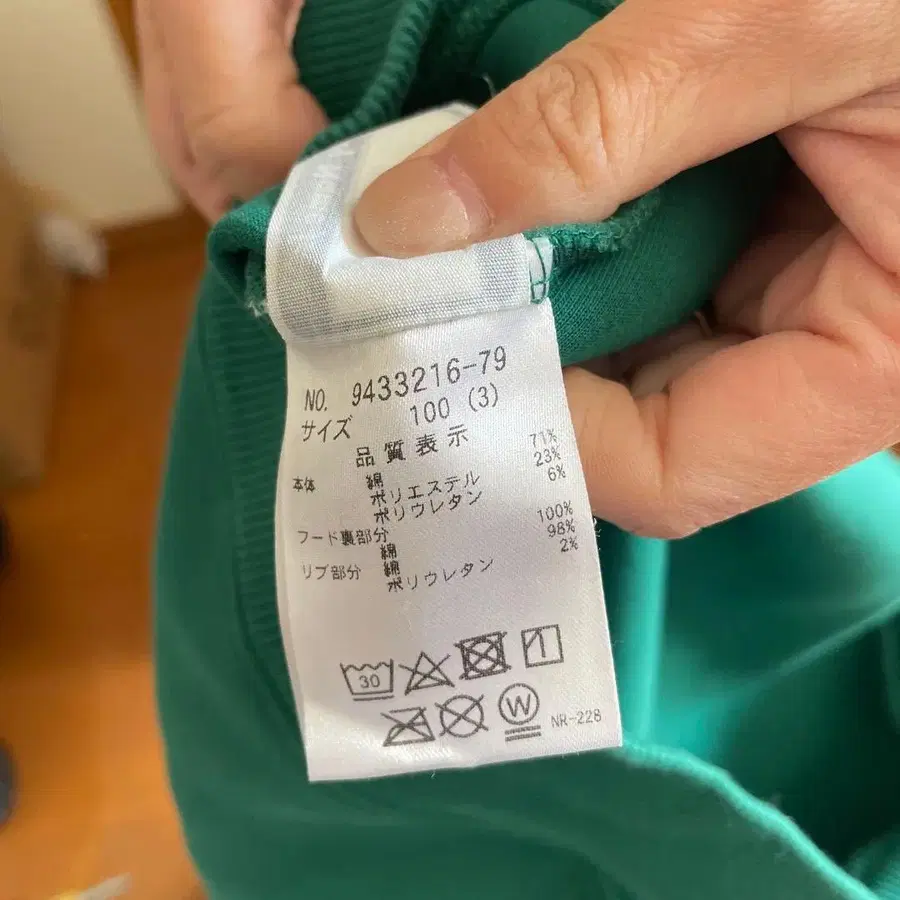 NO. 9433216-79
サイズ 100 (3)
品質表示
本体 綿 71%
ポリエステル 23%
ポリウレタン 6%
フード裏部分
綿 100%
リブ部分 綿 98%
ポリウレタン 2%
30
W
NR-228